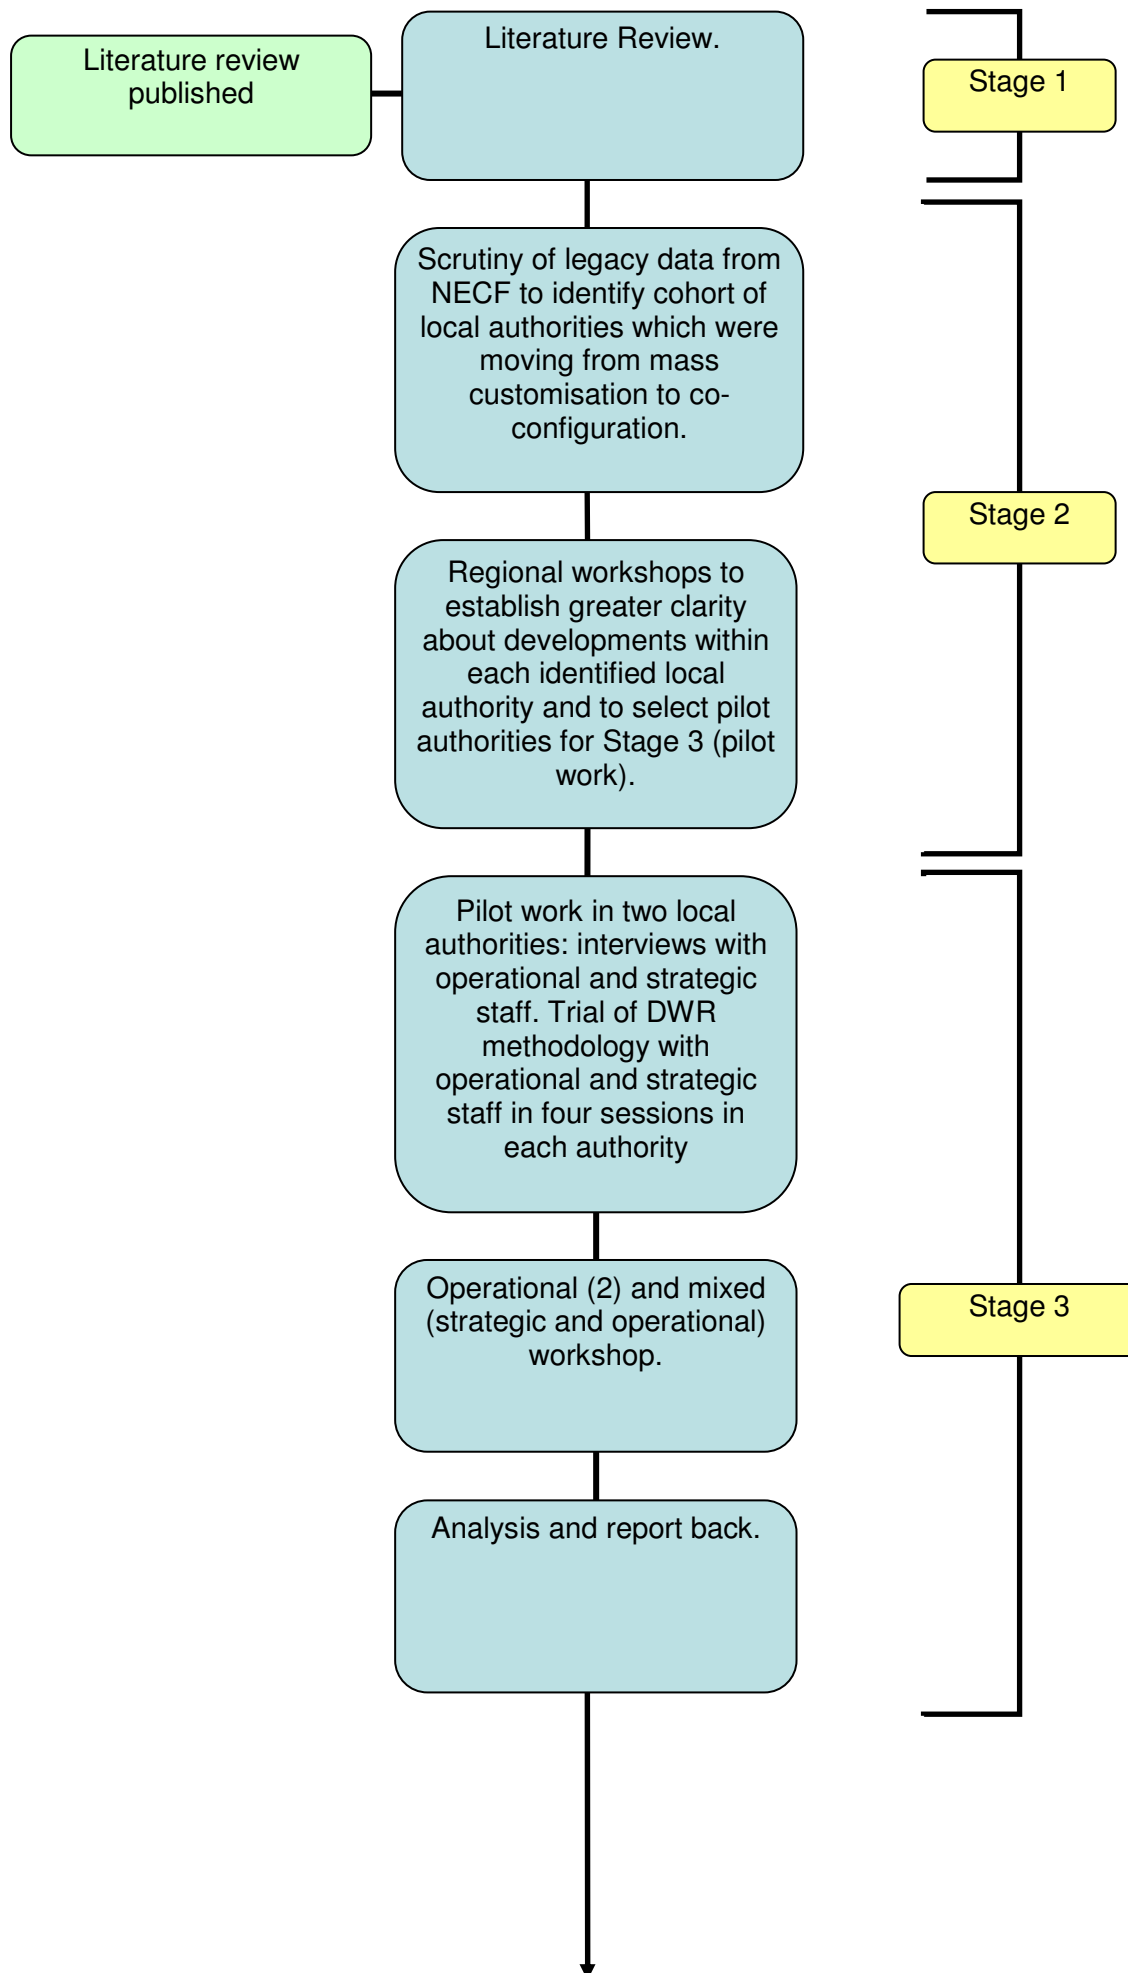 Literature review
published
Literature Review.
Stage 1
Scrutiny of legacy data from
NECF to identify cohort of
local authorities which were
moving from mass
customisation to co-
configuration.
Stage 2
Regional workshops to
establish greater clarity
about developments within
each identified local
authority and to select pilot
authorities for Stage 3 (pilot
work).
Pilot work in two local
authorities: interviews with
operational and strategic
staff. Trial of DWR
methodology with
operational and strategic
staff in four sessions in
each authority
Operational (2) and mixed
(strategic and operational)
workshop.
Stage 3
Analysis and report back.